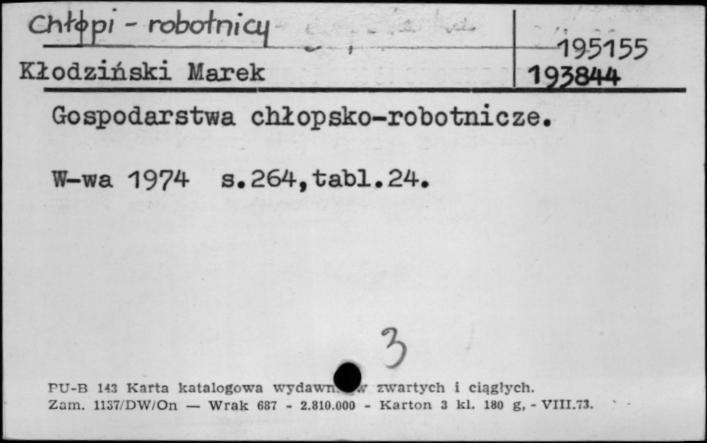 Chłopi - robotnicy
195155
Kłodziński Marek 193844
Gospodarstwa chłopsko-robotnicze.
W-wa 1974 s.264,tabl.24.
3
PU-B 143 Karta katalogowa zwartych i ciągłych.
Zam. 1137/DW/On — Wrak 687 - 2.810.000 - Karton 3 kl. 180 g, - VIII.73.